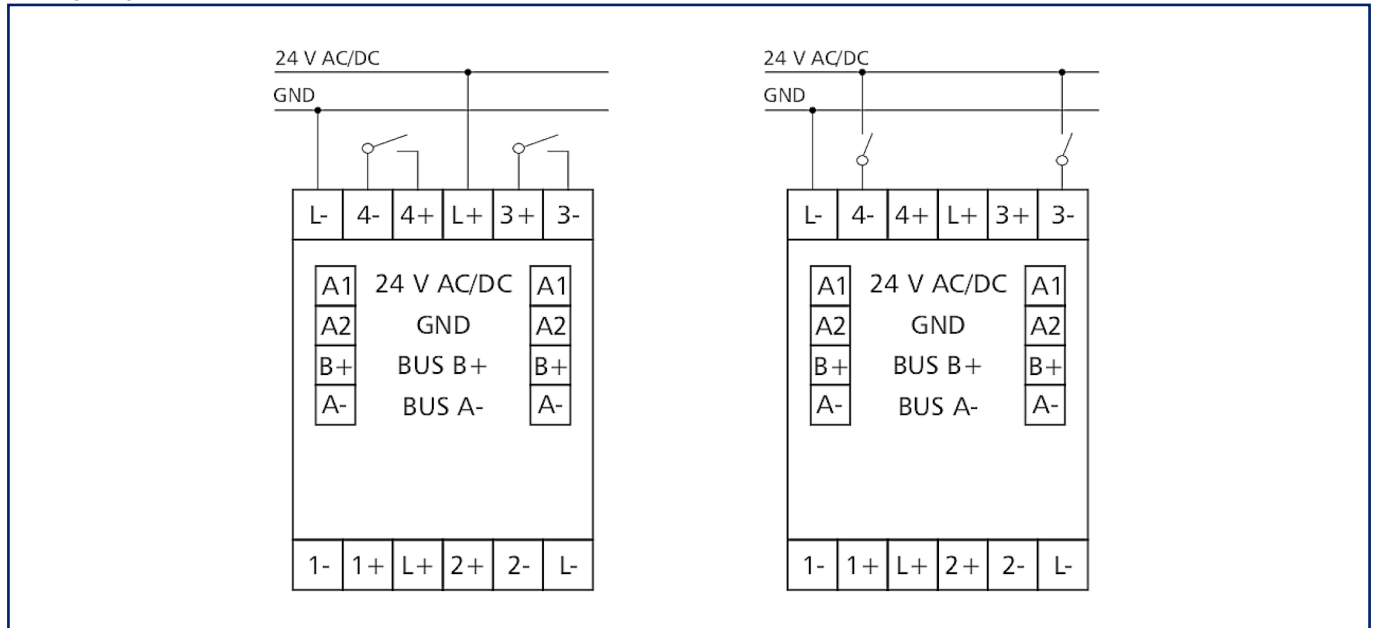 24 V AC/DC
GND
L- 4- 4+ L+ 3+ 3-
A1 24 V AC/DC A1
A2 GND A2
B+ BUS B+ B+
A- BUS A- A-
1- 1+ L+ 2+ 2- L-
24 V AC/DC
GND
L- 4- 4+ L+ 3+ 3-
A1 24 V AC/DC A1
A2 GND A2
B+ BUS B+ B+
A- BUS A- A-
1- 1+ L+ 2+ 2- L-